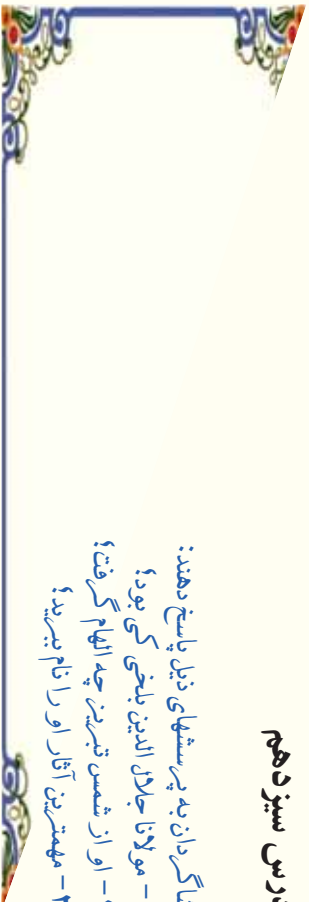 درس سیزدهم
شاگردان به پرسشهای ذیل پاسخ دهند:
- مولانا جلال الدین بلخی کی بود؟
- او از شمس تبریز چه الهام گرفت؟
- مهمترین آثار او را نام ببرید؟